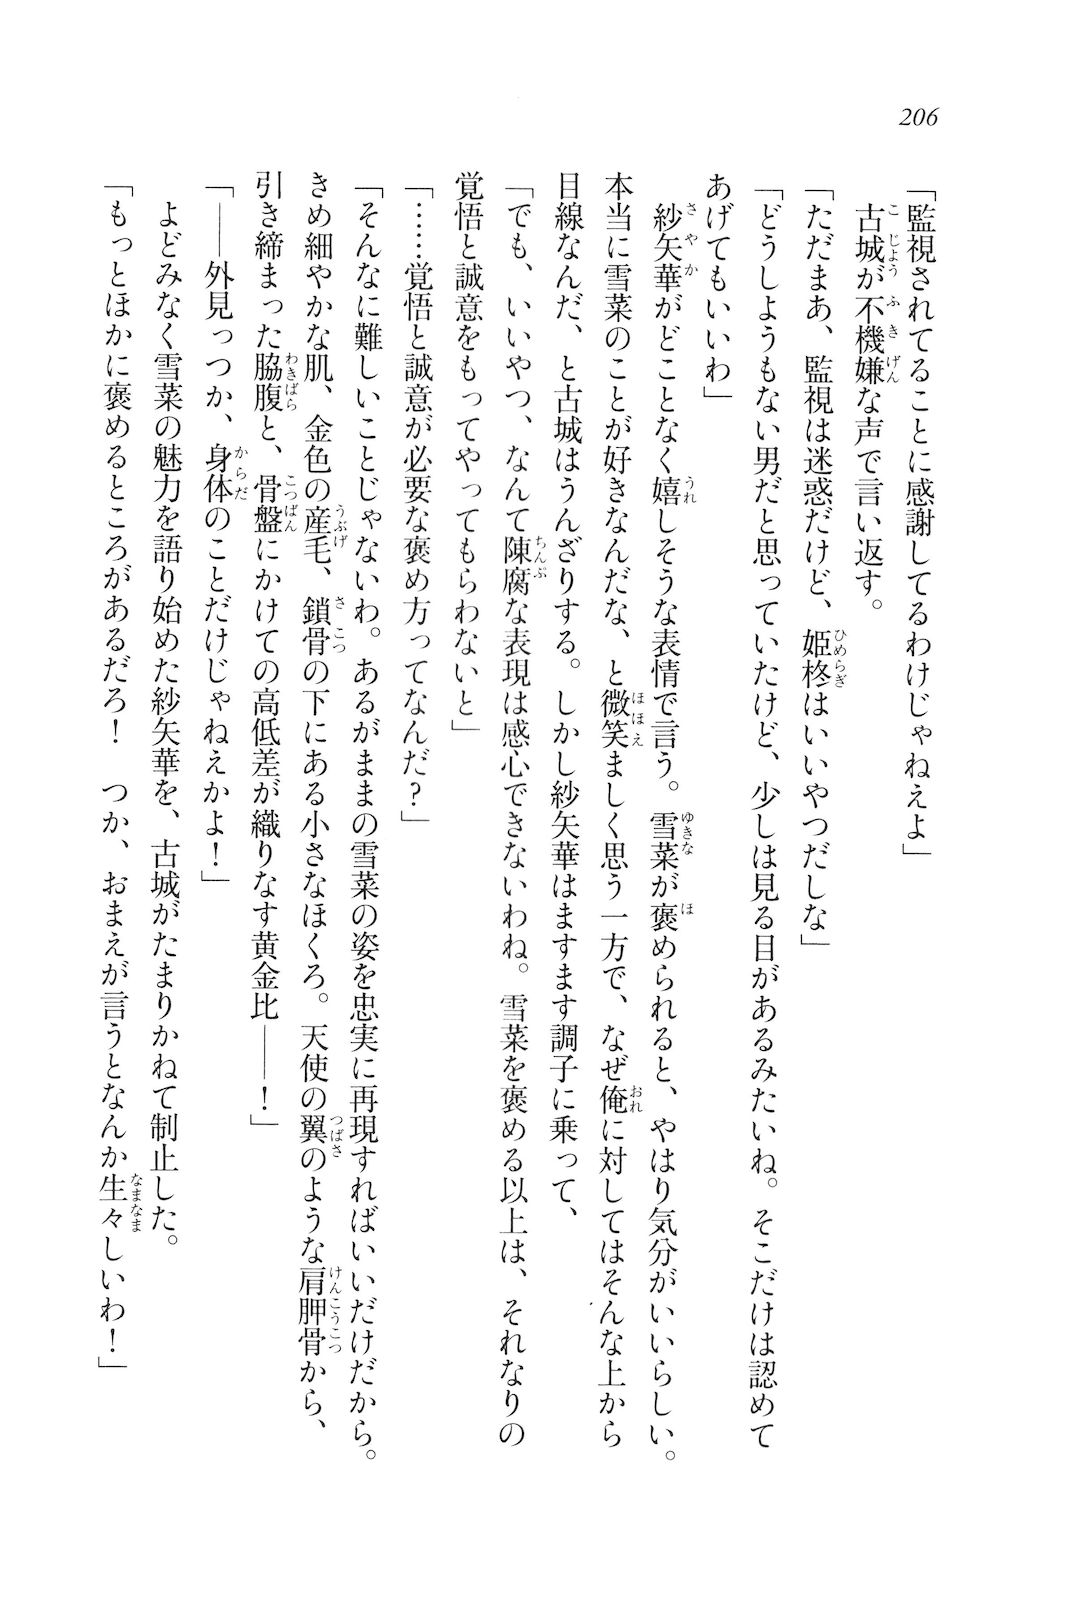 206
「監視されてることに感謝してるわけじゃねえよ」
古城が不機嫌な声で言い返す。
「ただまあ、監視は迷惑だけど、姫柊はいいやつだしな」
「どうしようもない男だと思っていたけど、少しは見る目があるみたいね。そこだけは認めて
あげてもいいわ」
紗矢華がどことなく嬉しそうな表情で言う。雪菜が褒められると、やはり気分がいいらしい。
本当に雪菜のことが好きなんだな、と微笑ましく思う一方で、なぜ俺に対してはそんな上から
目線なんだ、と古城はうんざりする。しかし紗矢華はますます調子に乗って、
「でも、いいやつ、なんて陳腐な表現は感心できないわね。雪菜を褒める以上は、それなりの
覚悟と誠意をもってやってもらわないと」
「……覚悟と誠意が必要な褒め方ってなんだ？」
「そんなに難しいことじゃないわ。あるがままの雪菜の姿を忠実に再現すればいいだけだから。
きめ細やかな肌、金色の産毛、鎖骨の下にある小さなほくろ。天使の翼のような肩胛骨から、
引き締まった脇腹と、骨盤にかけての高低差が織りなす黄金比――！」
「――外見っつか、身体のことだけじゃねえかよ！」
よどみなく雪菜の魅力を語り始めた紗矢華を、古城がたまりかねて制止した。
「もっとほかに褒めるところがあるだろ！　つか、おまえが言うとなんか生々しいわ！」